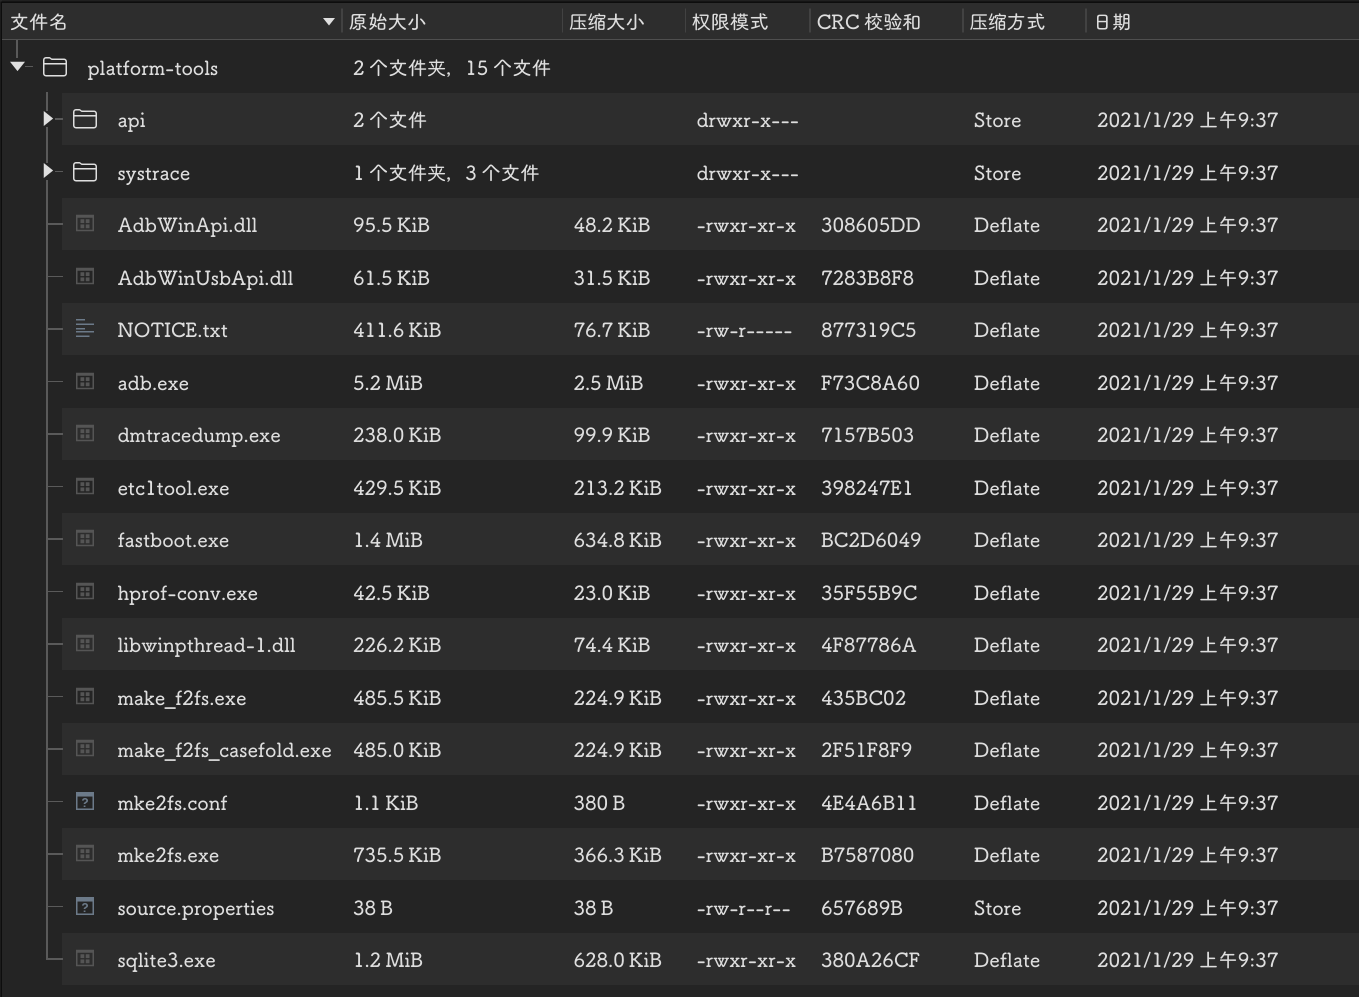 文件名 原始大小 压缩大小 权限模式 CRC 校验和 压缩方式 日期
platform-tools 2 个文件夹，15 个文件
api 2 个文件 drwxr-x--- Store 2021/1/29 上午9:37
systrace 1 个文件夹，3 个文件 drwxr-x--- Store 2021/1/29 上午9:37
AdbWinApi.dll 95.5 KiB 48.2 KiB -rwxr-xr-x 308605DD Deflate 2021/1/29 上午9:37
AdbWinUsbApi.dll 61.5 KiB 31.5 KiB -rwxr-xr-x 7283B8F8 Deflate 2021/1/29 上午9:37
NOTICE.txt 411.6 KiB 76.7 KiB -rw-r----- 877319C5 Deflate 2021/1/29 上午9:37
adb.exe 5.2 MiB 2.5 MiB -rwxr-xr-x F73C8A60 Deflate 2021/1/29 上午9:37
dmtracedump.exe 238.0 KiB 99.9 KiB -rwxr-xr-x 7157B503 Deflate 2021/1/29 上午9:37
etc1tool.exe 429.5 KiB 213.2 KiB -rwxr-xr-x 398247E1 Deflate 2021/1/29 上午9:37
fastboot.exe 1.4 MiB 634.8 KiB -rwxr-xr-x BC2D6049 Deflate 2021/1/29 上午9:37
hprof-conv.exe 42.5 KiB 23.0 KiB -rwxr-xr-x 35F55B9C Deflate 2021/1/29 上午9:37
libwinpthread-1.dll 226.2 KiB 74.4 KiB -rwxr-xr-x 4F87786A Deflate 2021/1/29 上午9:37
make_f2fs.exe 485.5 KiB 224.9 KiB -rwxr-xr-x 435BC02 Deflate 2021/1/29 上午9:37
make_f2fs_casefold.exe 485.0 KiB 224.9 KiB -rwxr-xr-x 2F51F8F9 Deflate 2021/1/29 上午9:37
mke2fs.conf 1.1 KiB 380 B -rwxr-xr-x 4E4A6B11 Deflate 2021/1/29 上午9:37
mke2fs.exe 735.5 KiB 366.3 KiB -rwxr-xr-x B7587080 Deflate 2021/1/29 上午9:37
source.properties 38 B 38 B -rw-r--r-- 657689B Store 2021/1/29 上午9:37
sqlite3.exe 1.2 MiB 628.0 KiB -rwxr-xr-x 380A26CF Deflate 2021/1/29 上午9:37